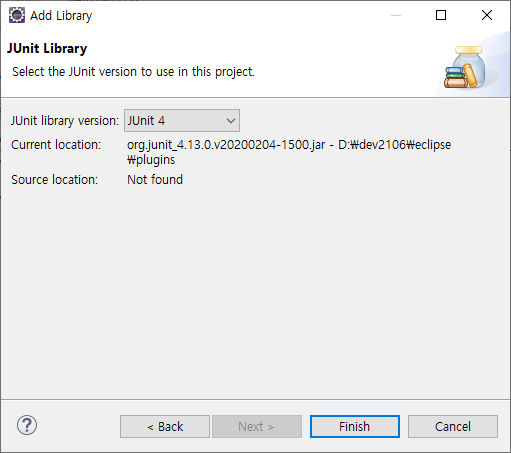 Add Library
JUnit Library
Select the JUnit version to use in this project.
JUnit library version: JUnit 4
Current location: org.junit_4.13.0.v20200204-1500.jar - D:₩dev2106₩eclipse
₩plugins
Source location: Not found
?
< Back Next > Finish Cancel